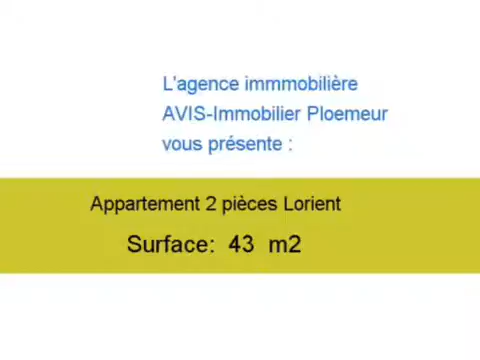 L'agence immmobilière
AVIS-Immobilier Ploemeur
vous présente :
Appartement 2 pièces Lorient
Surface: 43 m2